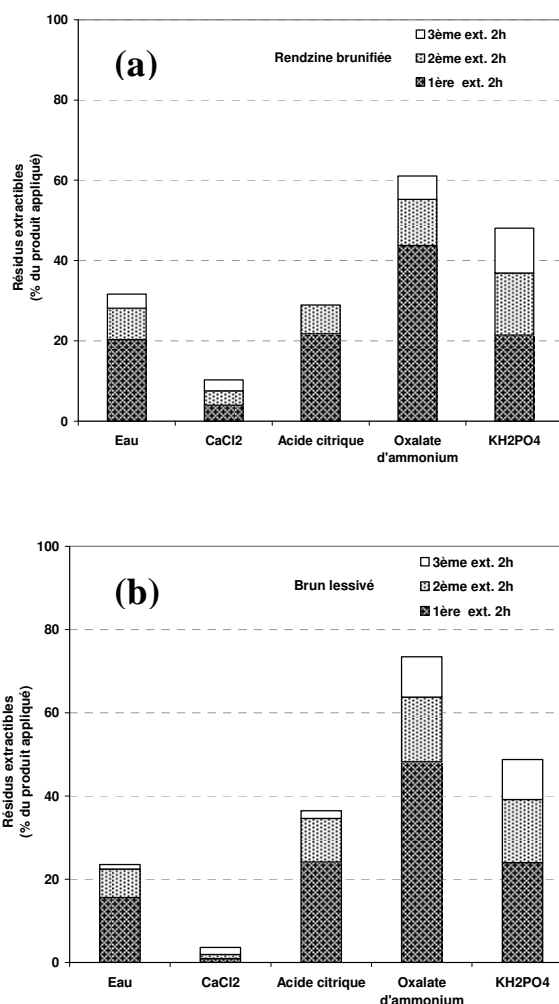 100
80
60
40
20
0
Résidus extractibles
(% du produit appliqué)
(a)
Rendzine brunifiée
3ème ext. 2h
2ème ext. 2h
1ère ext. 2h
Eau
CaCl2
Acide citrique
Oxalate
d'ammonium
KH2PO4
100
80
60
40
20
0
Résidus extractibles
(% du produit appliqué)
(b)
Brun lessivé
3ème ext. 2h
2ème ext. 2h
1ère ext. 2h
Eau
CaCl2
Acide citrique
Oxalate
d'ammonium
KH2PO4